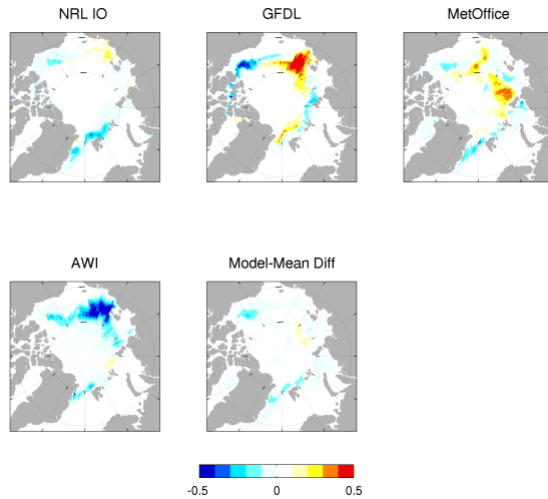 NRL IO
GFDL
MetOffice
AWI
Model-Mean Diff
-0.5
0
0.5